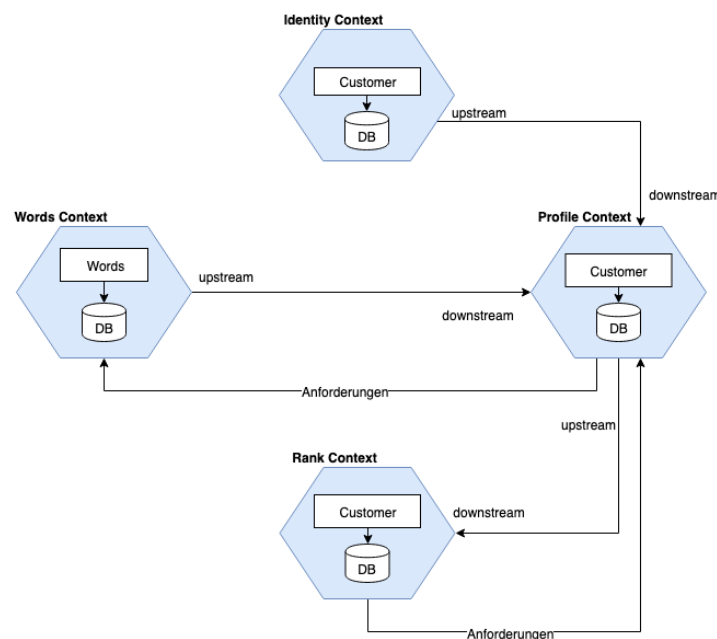 Identity Context
Customer
DB
upstream
downstream
Words Context
Words
DB
upstream
downstream
Profile Context
Customer
DB
Anforderungen
upstream
Rank Context
Customer
DB
downstream
Anforderungen